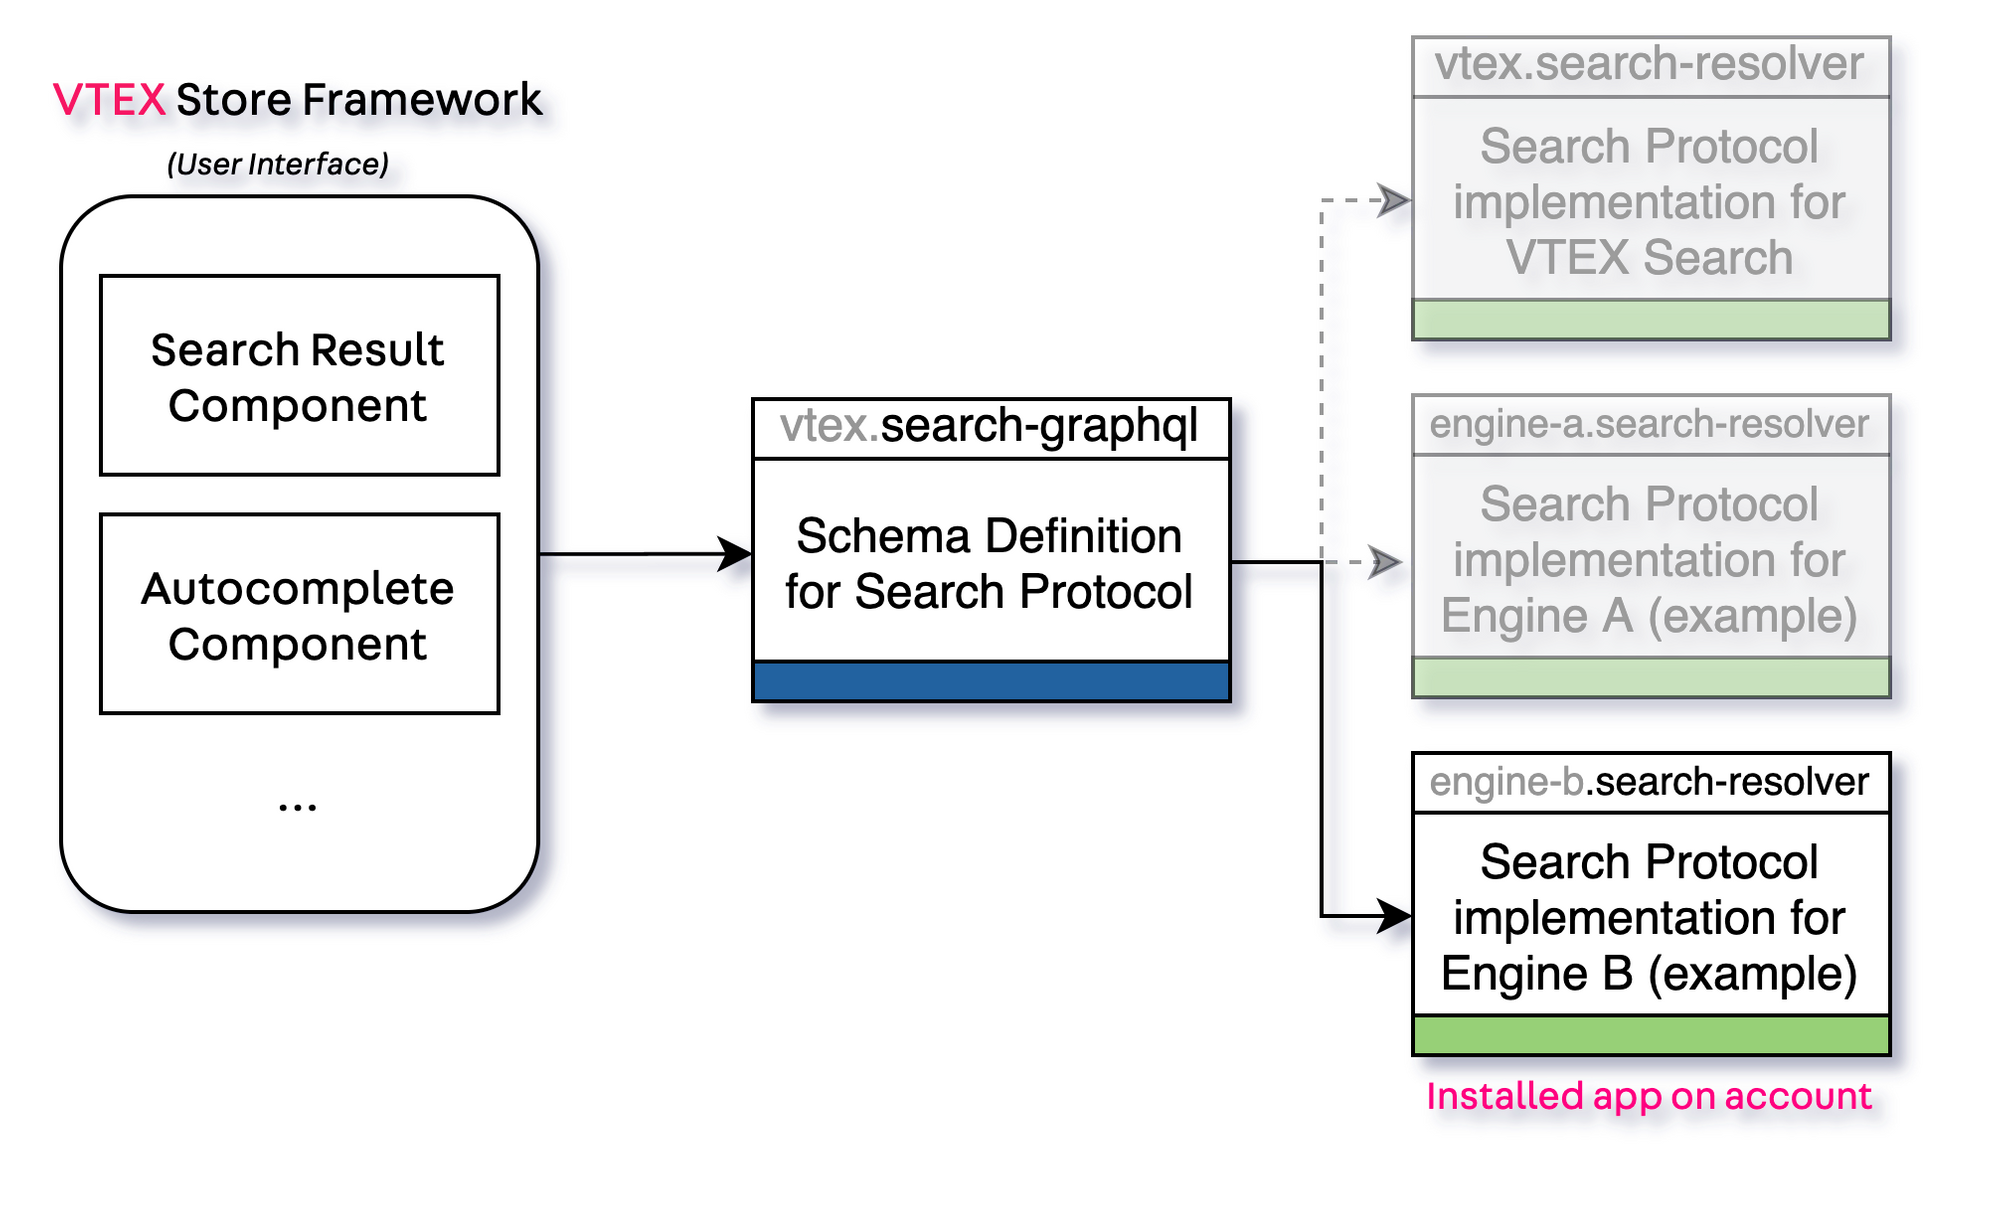 VTEX Store Framework
(User Interface)
Search Result
Component
Autocomplete
Component
...
vtex.search-graphql
Schema Definition
for Search Protocol
vtex.search-resolver
Search Protocol
implementation for
VTEX Search
engine-a.search-resolver
Search Protocol
implementation for
Engine A (example)
engine-b.search-resolver
Search Protocol
implementation for
Engine B (example)
Installed app on account